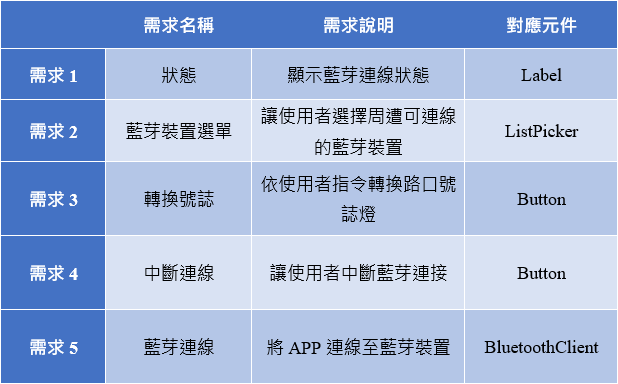 需求名稱 需求說明 對應元件
需求 1 狀態 顯示藍芽連線狀態 Label
需求 2 藍芽裝置選單 讓使用者選擇周遭可連線
的藍芽裝置 ListPicker
需求 3 轉換號誌 依使用者指令轉換路口號
誌燈 Button
需求 4 中斷連線 讓使用者中斷藍芽連接 Button
需求 5 藍芽連線 將 APP 連線至藍芽裝置 BluetoothClient